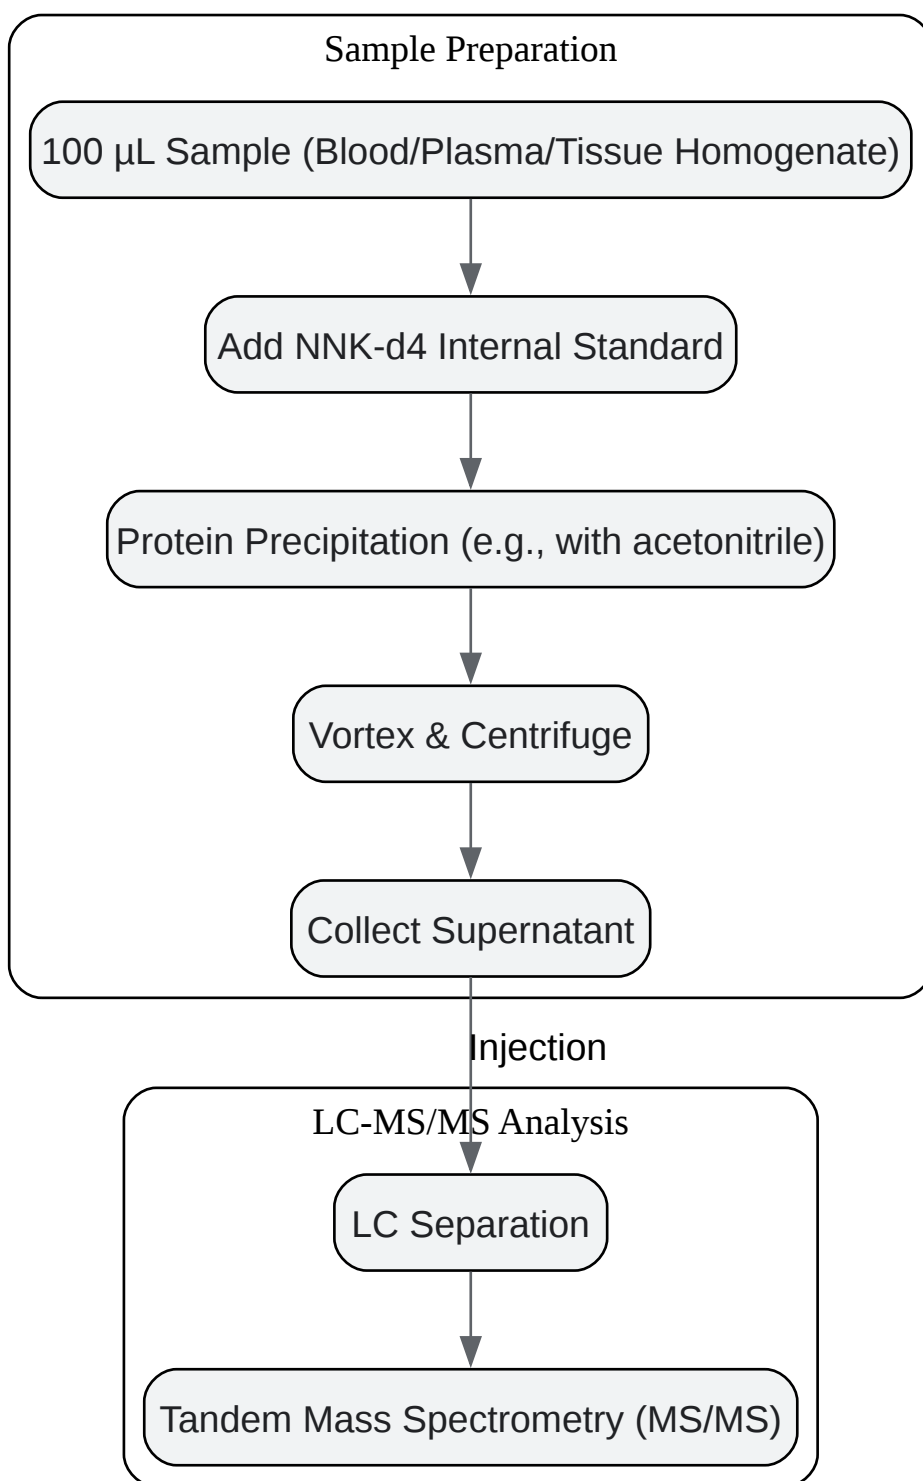 Sample Preparation
100 µL Sample (Blood/Plasma/Tissue Homogenate)
Add NNK-d4 Internal Standard
Protein Precipitation (e.g., with acetonitrile)
Vortex & Centrifuge
Collect Supernatant
Injection
LC-MS/MS Analysis
LC Separation
Tandem Mass Spectrometry (MS/MS)